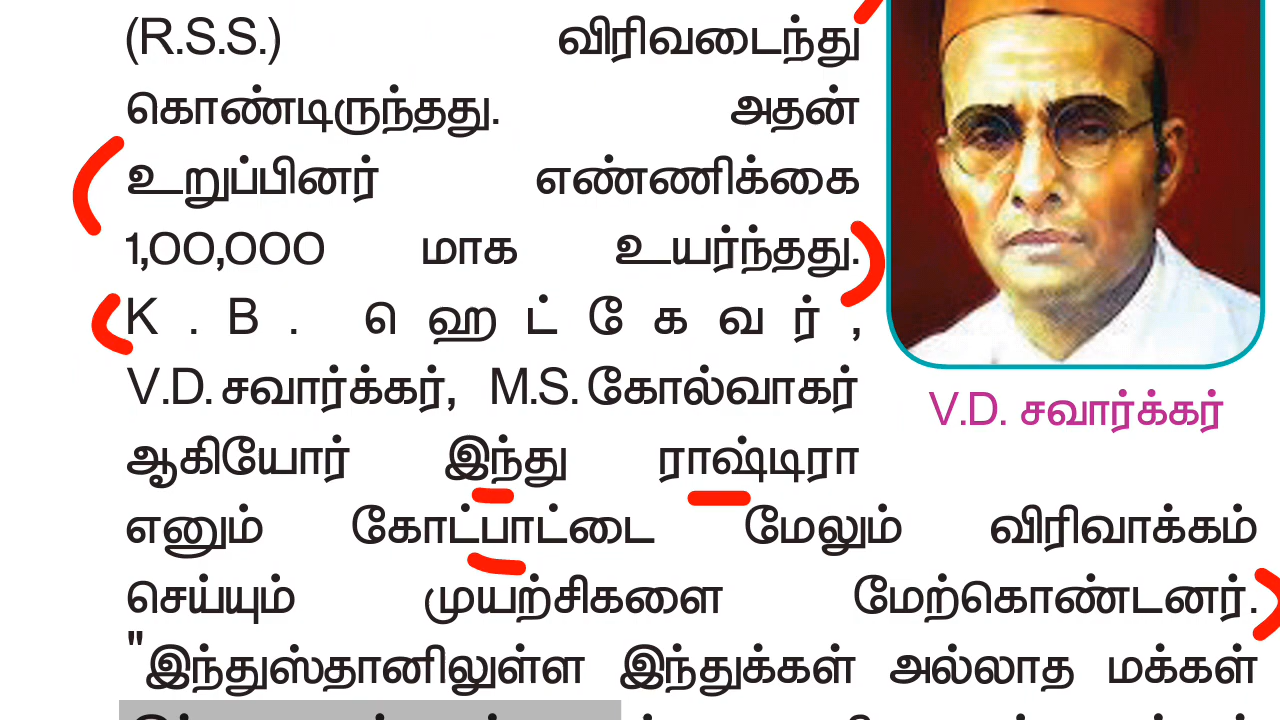 (R.S.S.) விரிவடைந்து
கொண்டிருந்தது. அதன்
உறுப்பினர் எண்ணிக்கை
1,00,000 மாக உயர்ந்தது.
K . B . ஹெட்கேவர் ,
V.D. சவார்க்கர், M.S. கோல்வாகர்
ஆகியோர் இந்து ராஷ்டிரா
எனும் கோட்பாட்டை மேலும் விரிவாக்கம்
செய்யும் முயற்சிகளை மேற்கொண்டனர்.
"இந்துஸ்தானிலுள்ள இந்துக்கள் அல்லாத மக்கள்
V.D. சவார்க்கர்